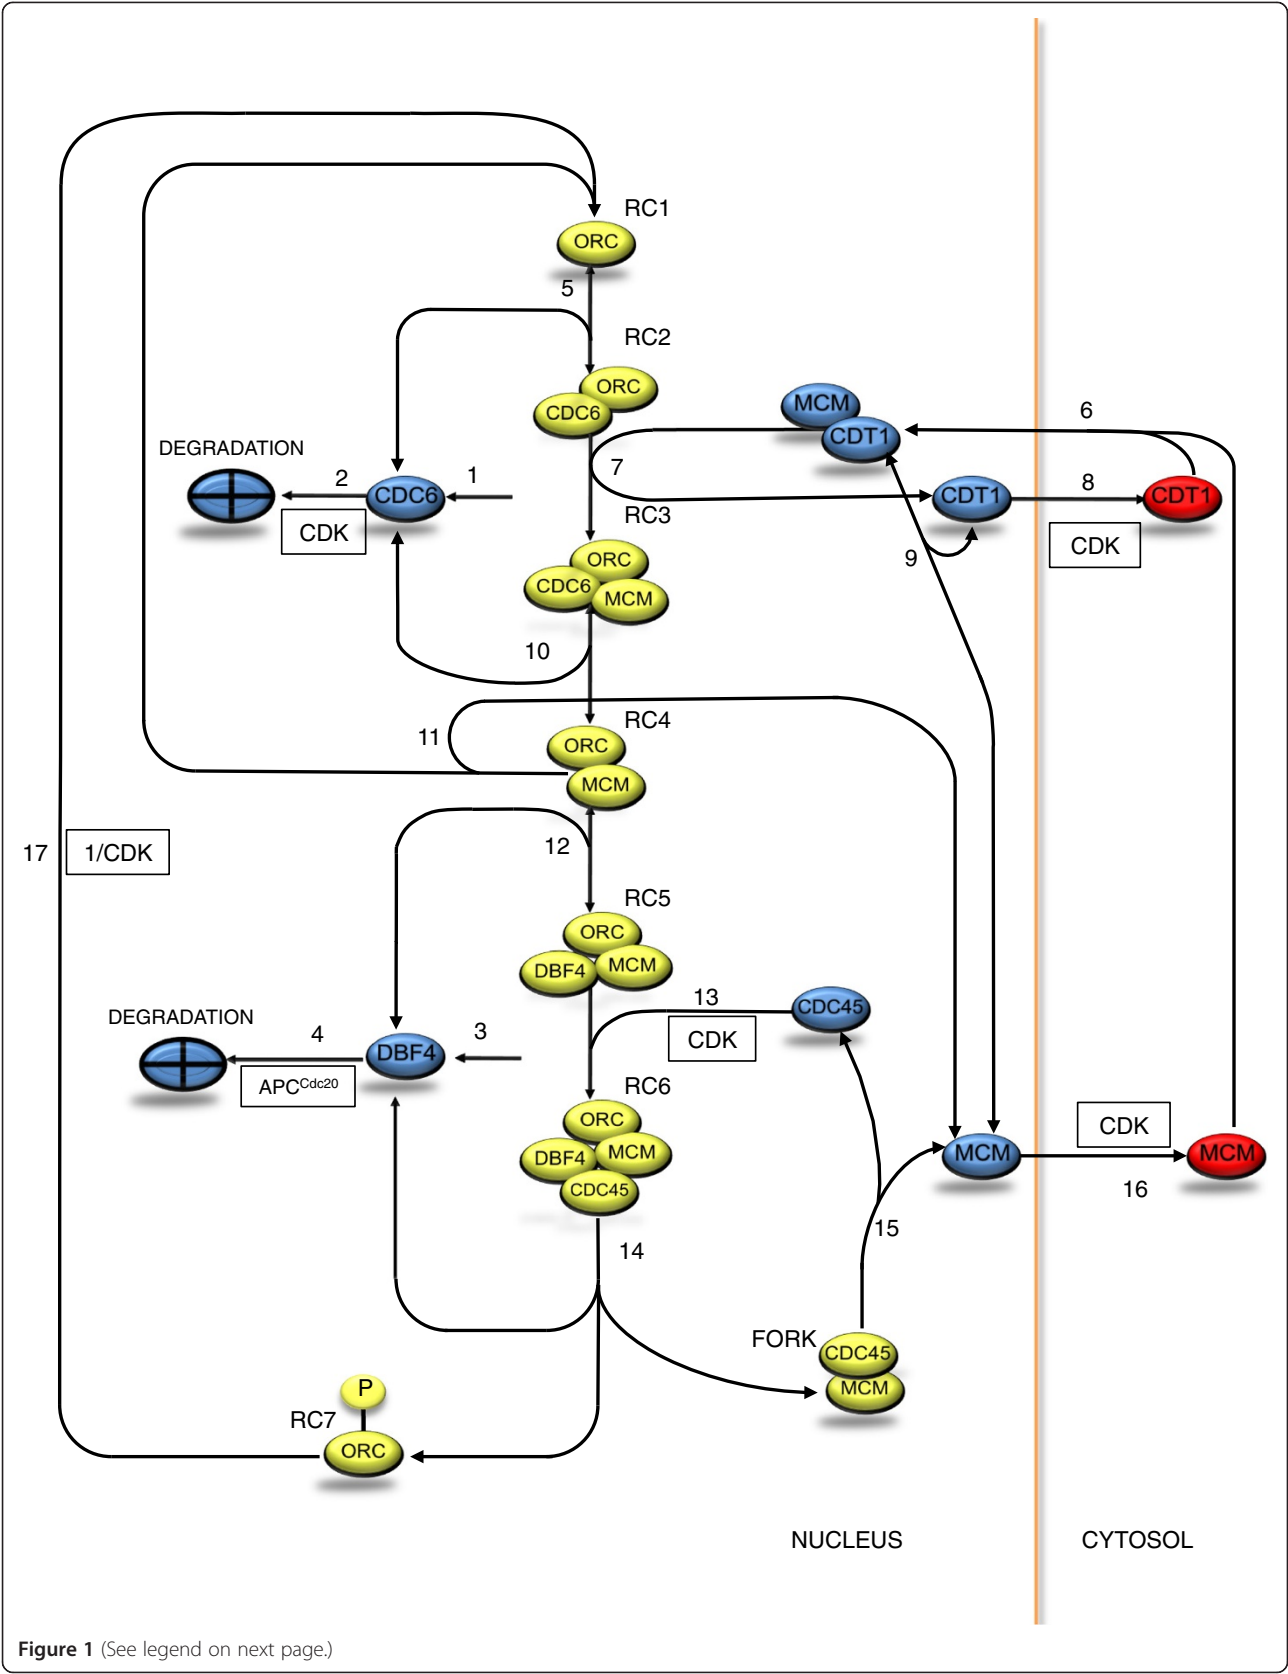 RC1
ORC
5
RC2
ORC
CDC6
MCM
CDT1
6
DEGRADATION
2
CDC6
1
7
CDT1
8
CDT1
CDK
RC3
CDK
9
ORC
CDC6
MCM
10
RC4
11
ORC
MCM
12
17
1/CDK
RC5
ORC
DBF4
MCM
13
CDC45
CDK
DEGRADATION
4
DBF4
3
APC^Cdc20
RC6
ORC
DBF4
MCM
CDC45
CDK
MCM
MCM
16
14
15
FORK
CDC45
MCM
P
RC7
ORC
NUCLEUS
CYTOSOL
Figure 1 (See legend on next page.)